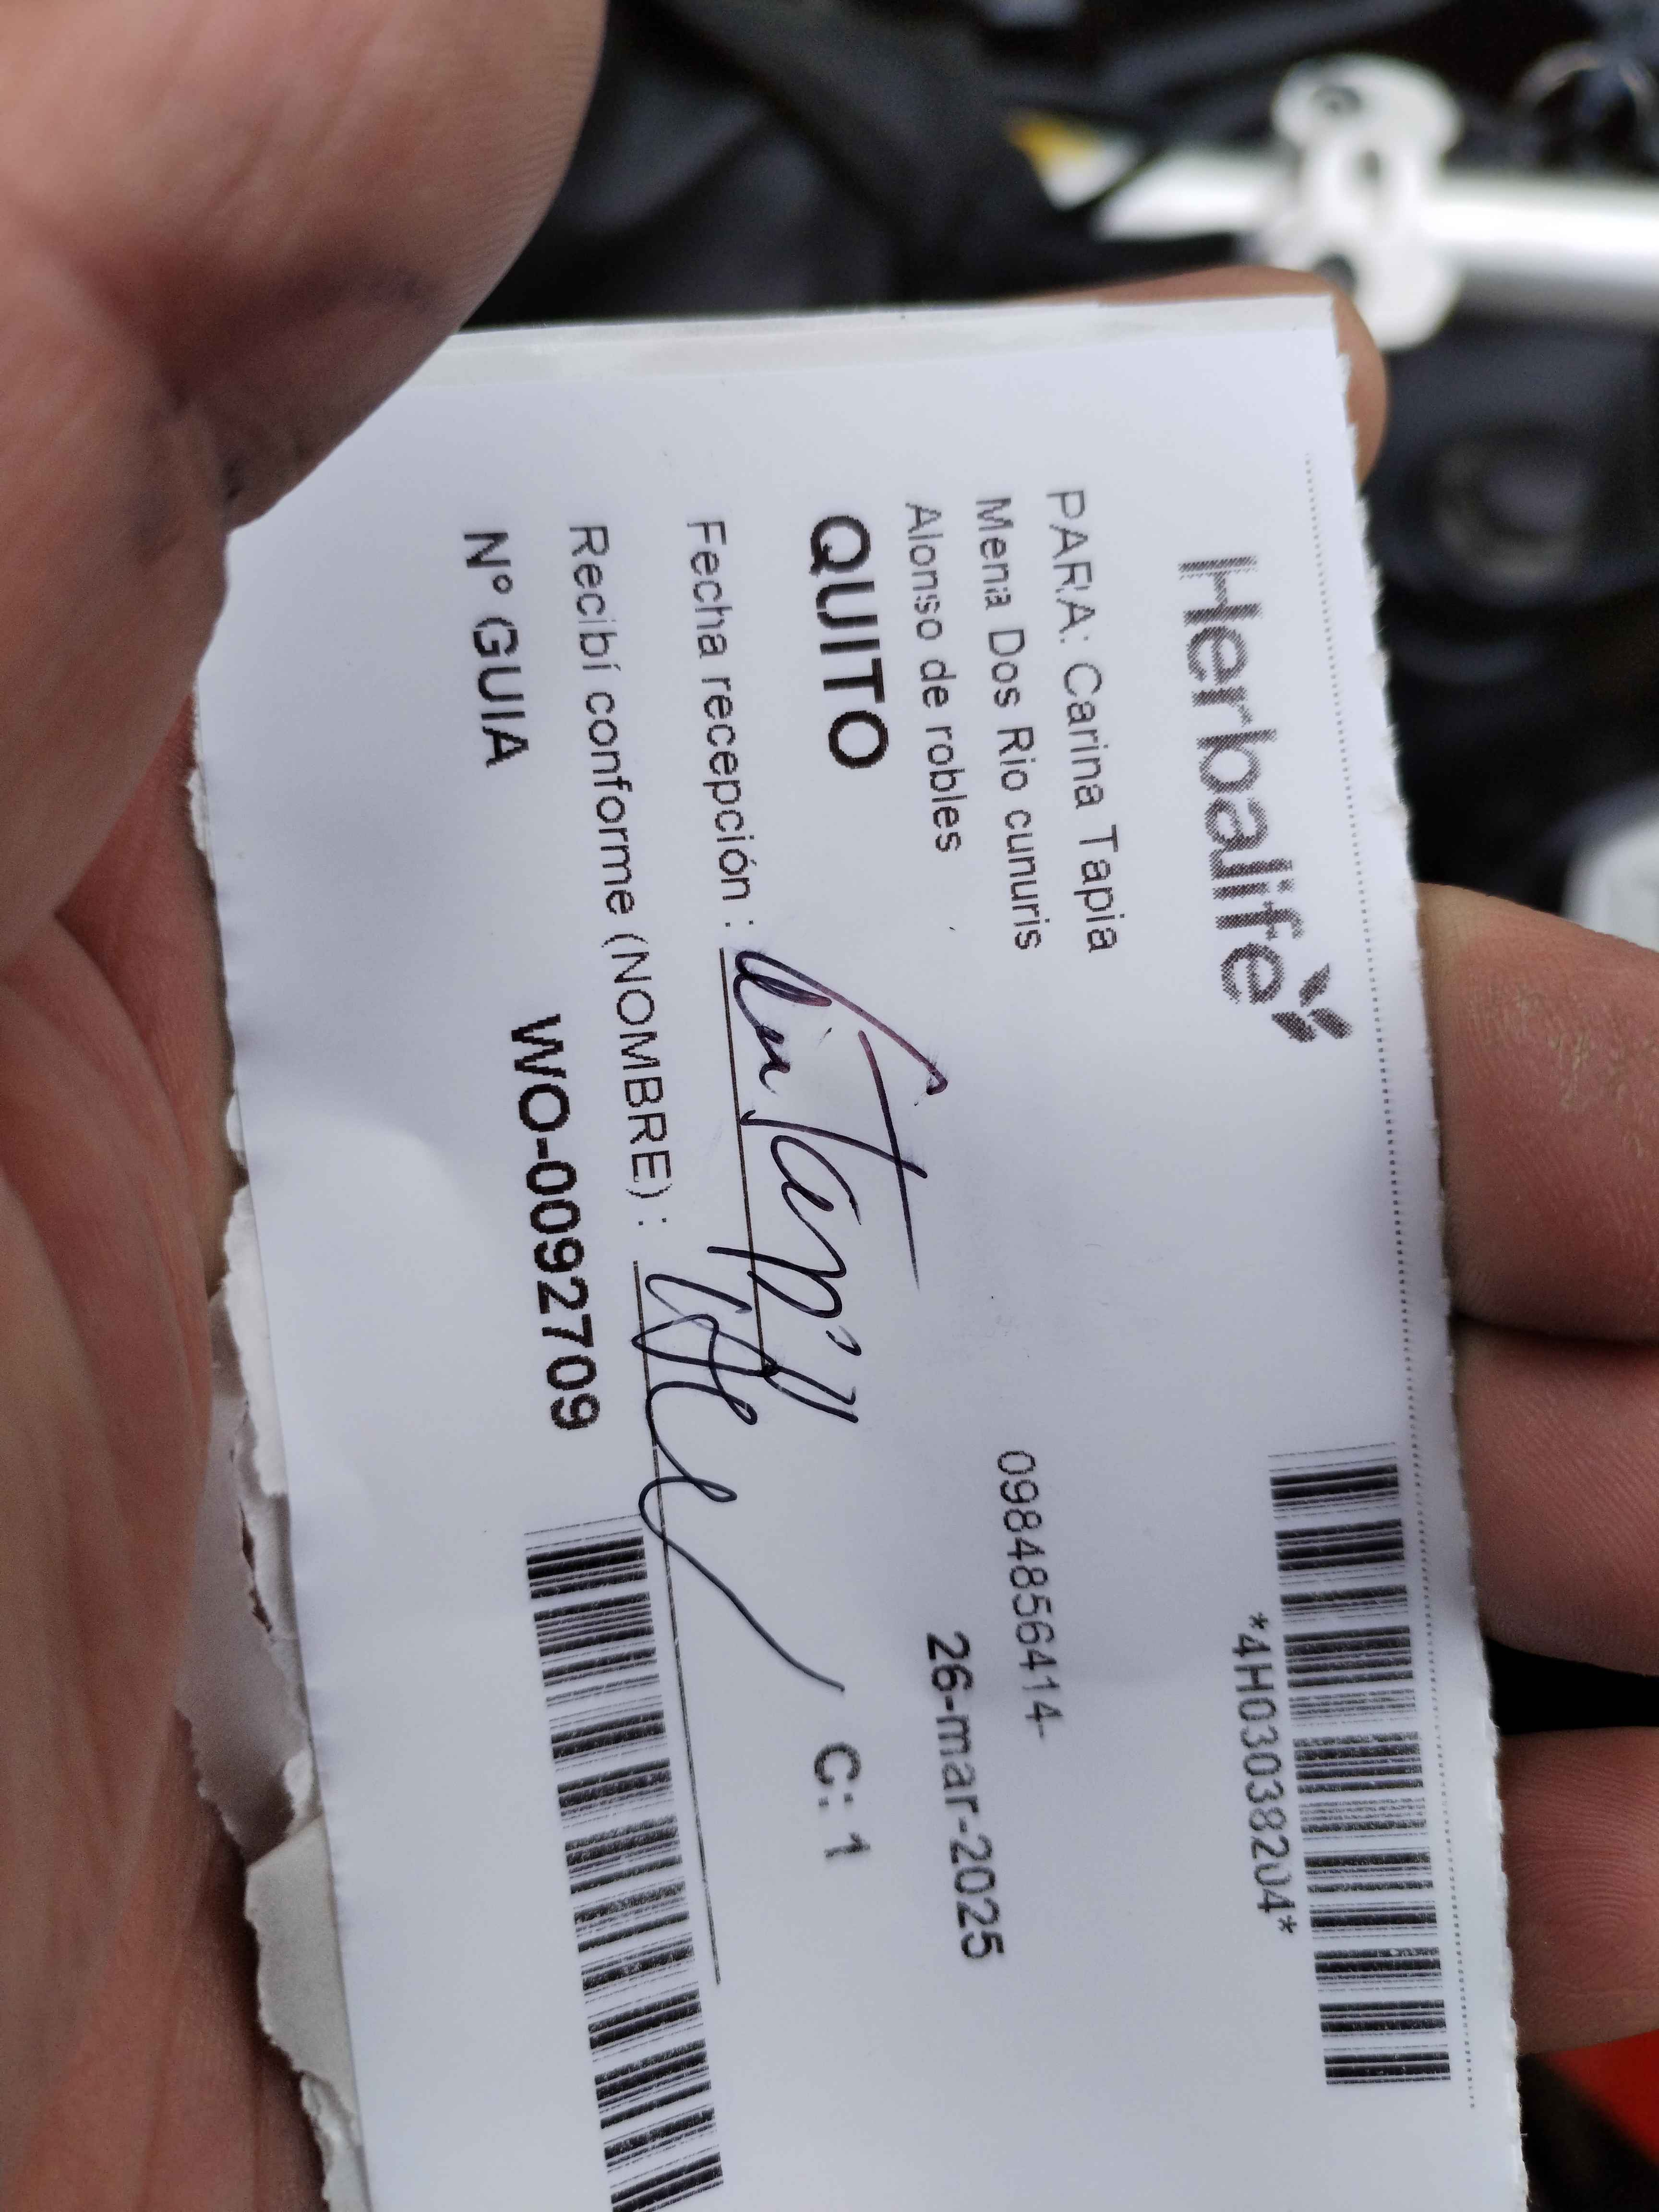 Herbalife
*4H03038204*
PARA: Carina Tapia
Mena Dos Rio cunuris
0984856414-
Alonso de robles
26-mar-2025
QUITO
C: 1
Fecha recepción :
Recibí conforme (NOMBRE) :
N° GUIA WO-0092709